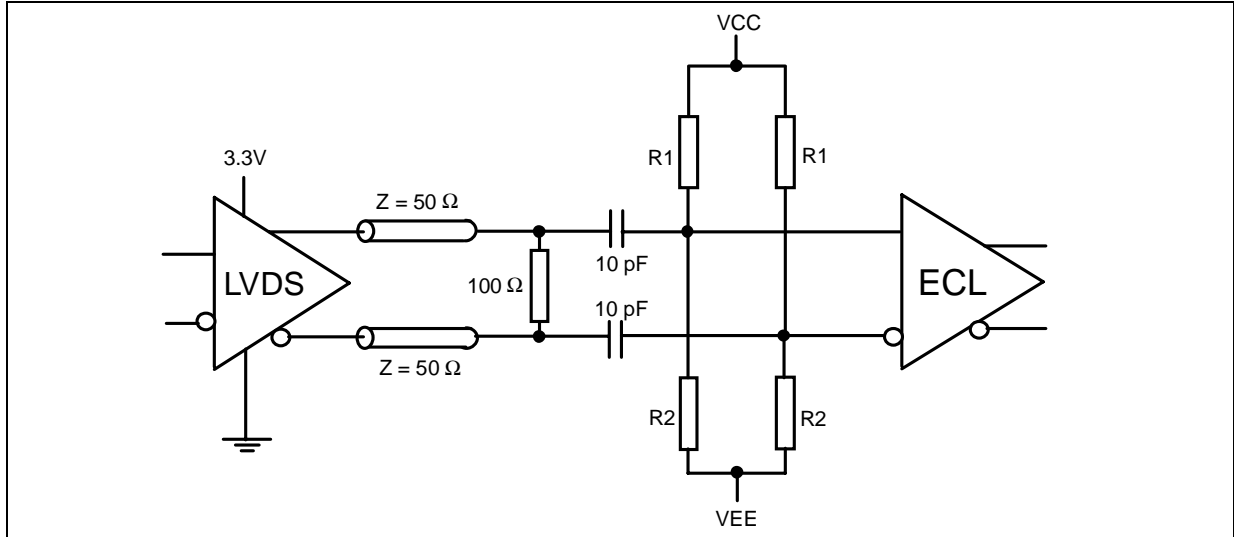 VCC
R1
R1
3.3V
Z = 50 Ω
10 pF
LVDS
100 Ω
ECL
10 pF
Z = 50 Ω
R2
R2
VEE